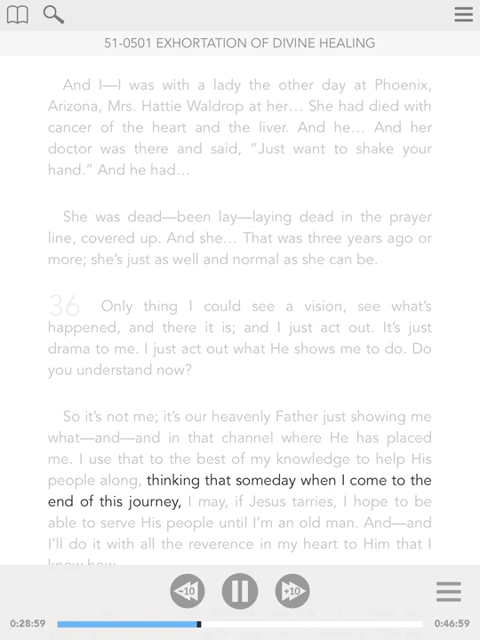 51-0501 EXHORTATION OF DIVINE HEALING
And I—I was with a lady the other day at Phoenix,
Arizona, Mrs. Hattie Waldrop at her… She had died with
cancer of the heart and the liver. And he… And her
doctor was there and said, “Just want to shake your
hand.” And he had…
She was dead—been lay—laying dead in the prayer
line, covered up. And she… That was three years ago or
more; she’s just as well and normal as she can be.
36 Only thing I could see a vision, see what’s
happened, and there it is; and I just act out. It’s just
drama to me. I just act out what He shows me to do. Do
you understand now?
So it’s not me; it’s our heavenly Father just showing me
what—and—and in that channel where He has placed
me. I use that to the best of my knowledge to help His
people along, thinking that someday when I come to the
end of this journey, I may, if Jesus tarries, I hope to be
able to serve His people until I’m an old man. And—and
I’ll do it with all the reverence in my heart to Him that I
know how.
-10 +10
0:28:59 0:46:59